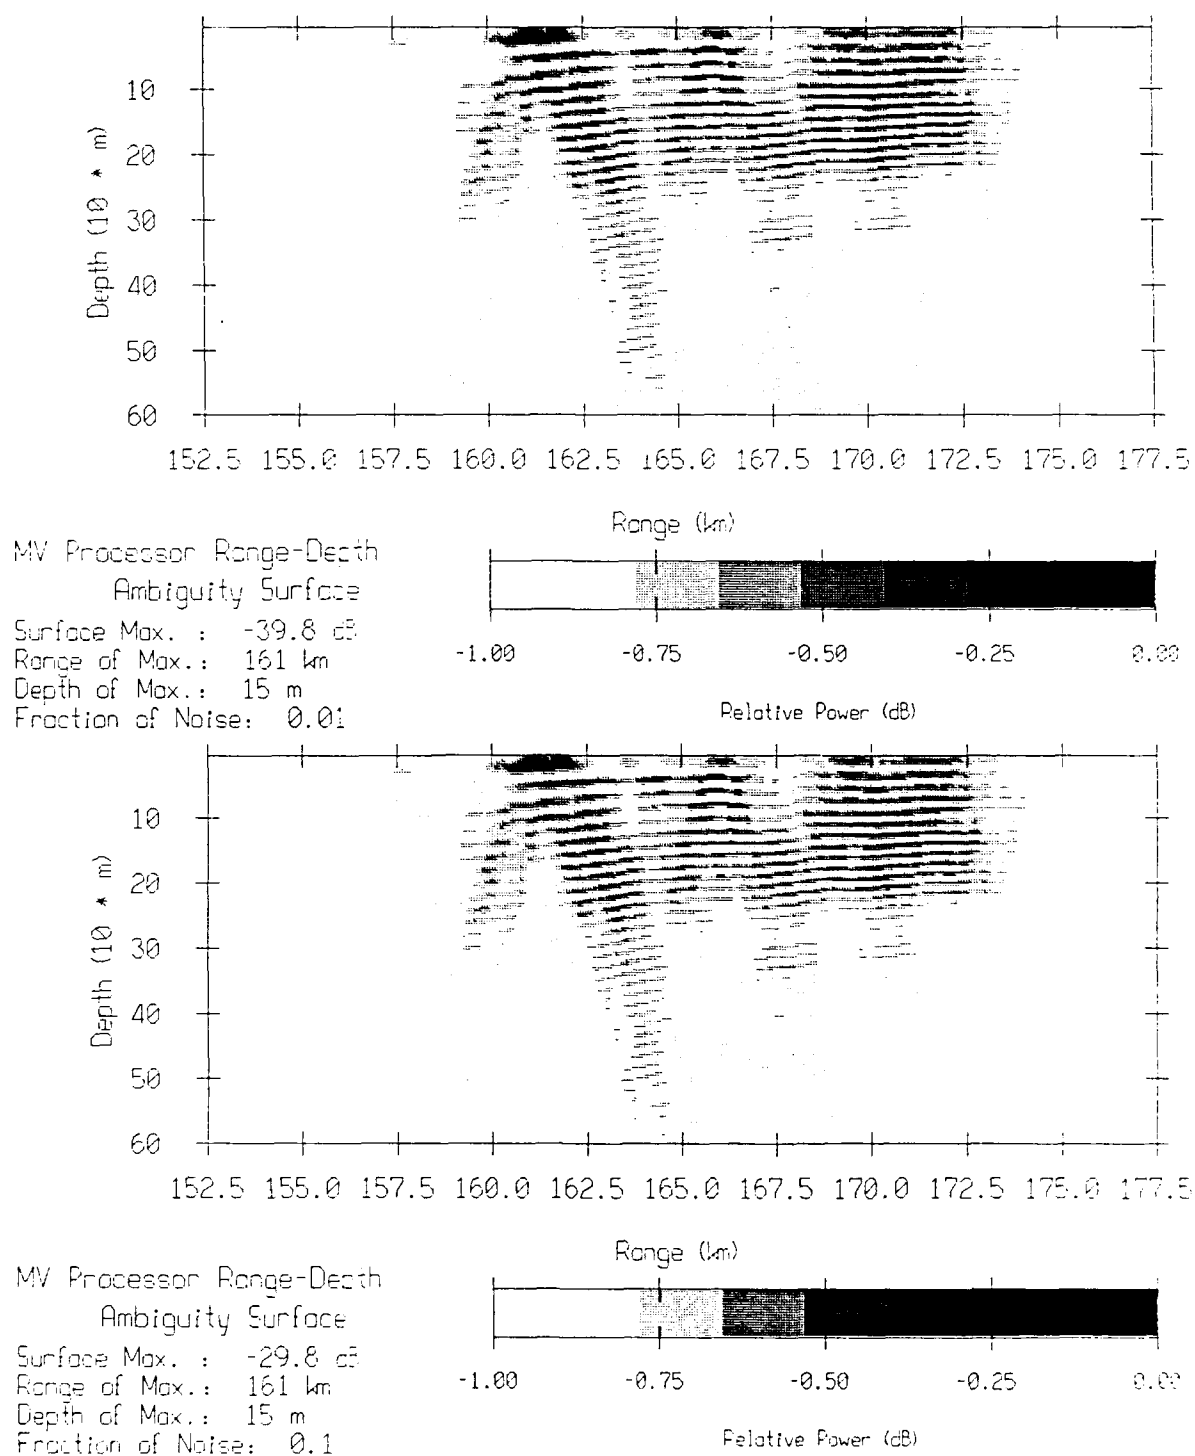 10
20
30
40
50
60
Depth (10 * m)
152.5 155.0 157.5 160.0 162.5 165.0 167.5 170.0 172.5 175.0 177.5
Range (km)
MV Processor Range-Depth
Ambiguity Surface
Surface Max. : -39.8 dB
Range of Max.: 161 km
Depth of Max.: 15 m
Fraction of Noise: 0.01
-1.00 -0.75 -0.50 -0.25 0.00
Relative Power (dB)
10
20
30
40
50
60
Depth (10 * m)
152.5 155.0 157.5 160.0 162.5 165.0 167.5 170.0 172.5 175.0 177.5
Range (km)
MV Processor Range-Depth
Ambiguity Surface
Surface Max. : -29.8 dB
Range of Max.: 161 km
Depth of Max.: 15 m
Fraction of Noise: 0.1
-1.00 -0.75 -0.50 -0.25 0.00
Relative Power (dB)